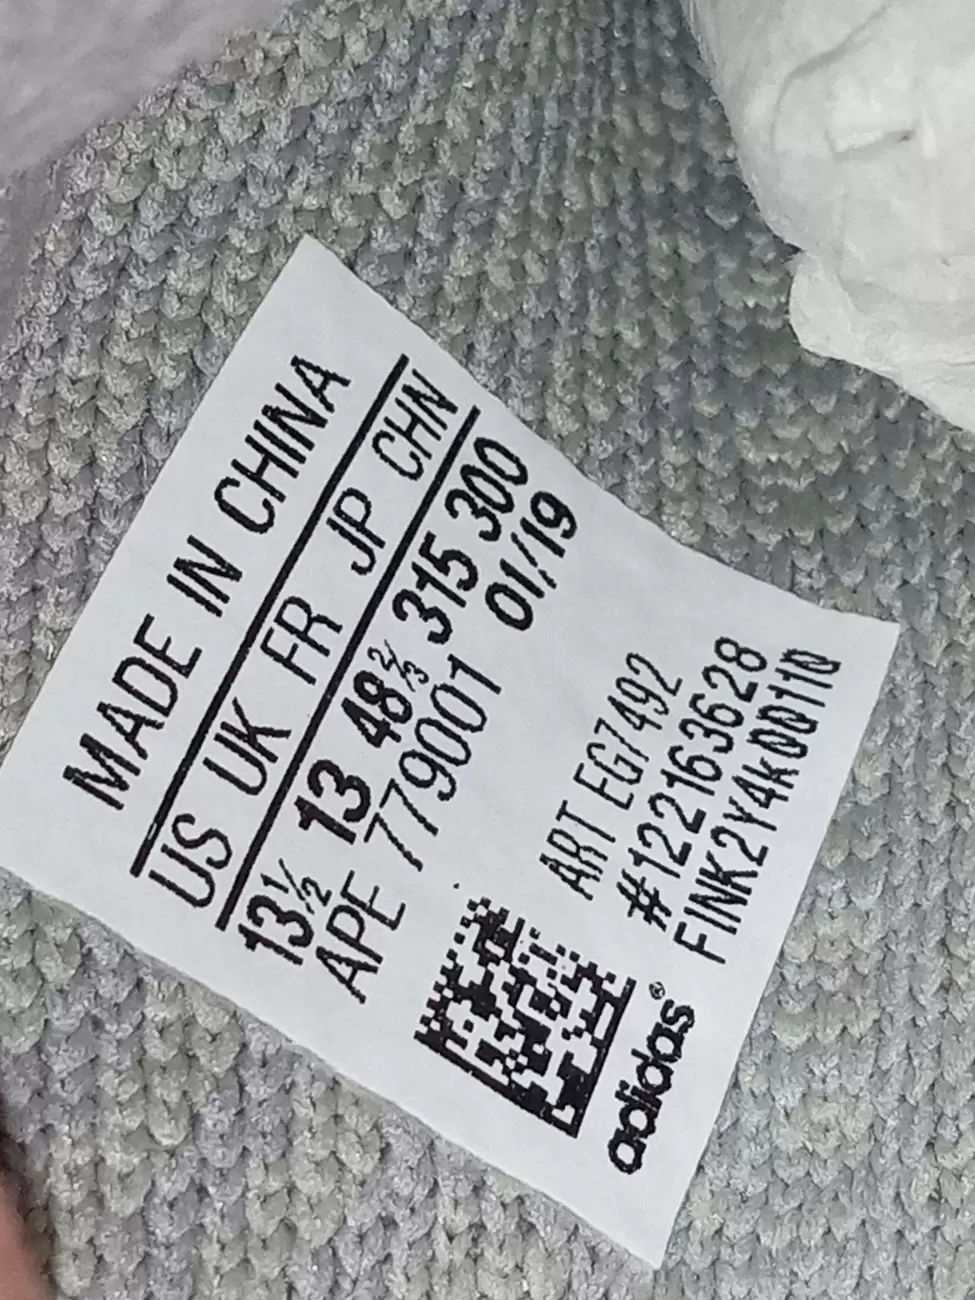 MADE IN CHINA
US UK FR JP CHN
13½ 13 48⅔ 315 300
APE 779001 01/19
ART EG7492
#122163628
FINK2Y4K00110
adidas